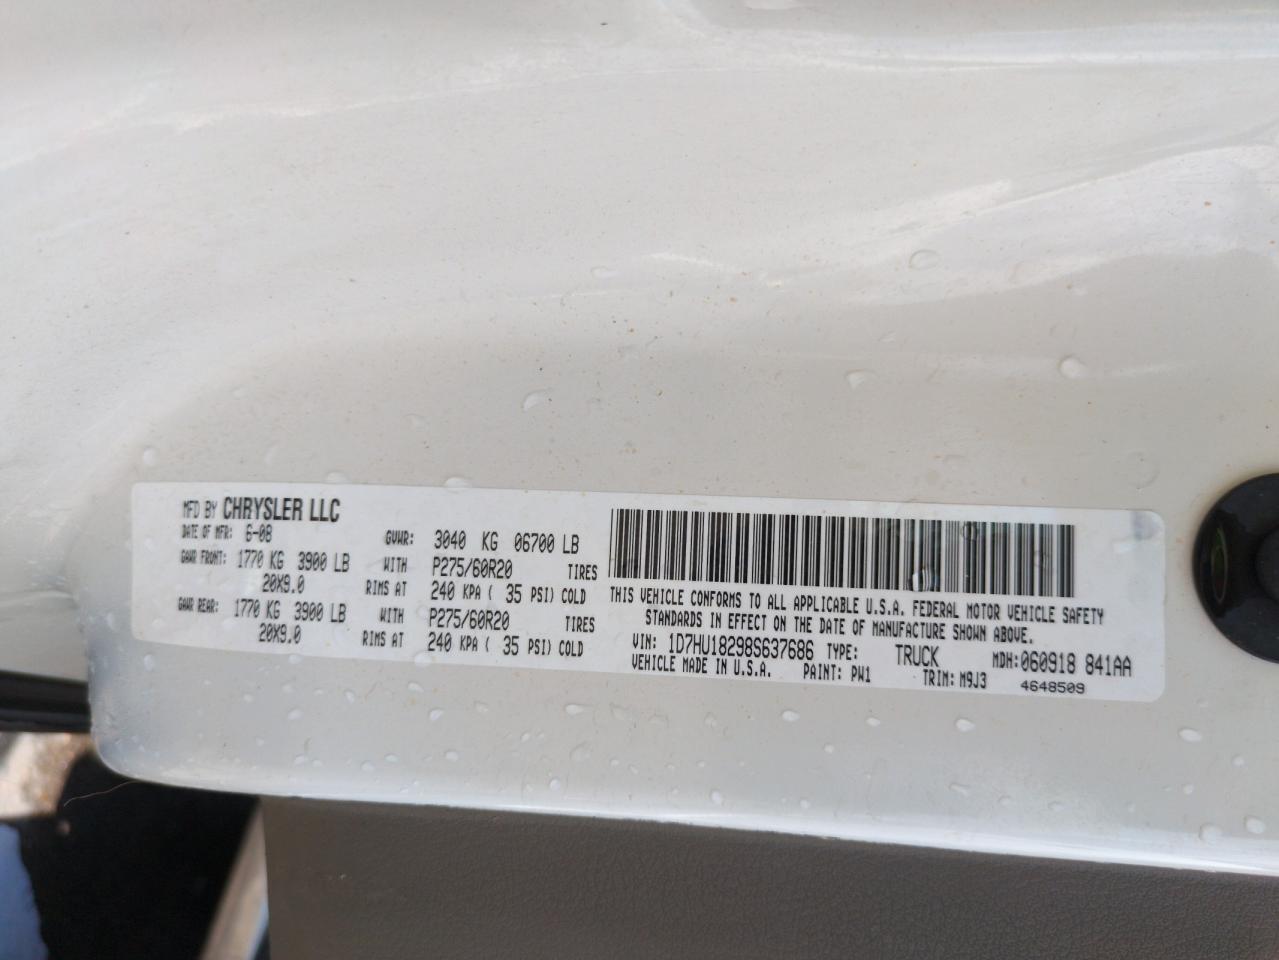 MFD BY CHRYSLER LLC
DATE OF MFR: 6-08 GVWR: 3040 KG 06700 LB
GAWR FRONT: 1770 KG 3900 LB WITH P275/60R20 TIRES
20X9.0 RIMS AT 240 KPA ( 35 PSI) COLD
GAWR REAR: 1770 KG 3900 LB WITH P275/60R20 TIRES
20X9.0 RIMS AT 240 KPA ( 35 PSI) COLD
THIS VEHICLE CONFORMS TO ALL APPLICABLE U.S.A. FEDERAL MOTOR VEHICLE SAFETY
STANDARDS IN EFFECT ON THE DATE OF MANUFACTURE SHOWN ABOVE.
VIN: 1D7HU18298S637686 TYPE: TRUCK MDH:060918 841AA
VEHICLE MADE IN U.S.A. PAINT: PW1 TRIM: M9J3 4648509